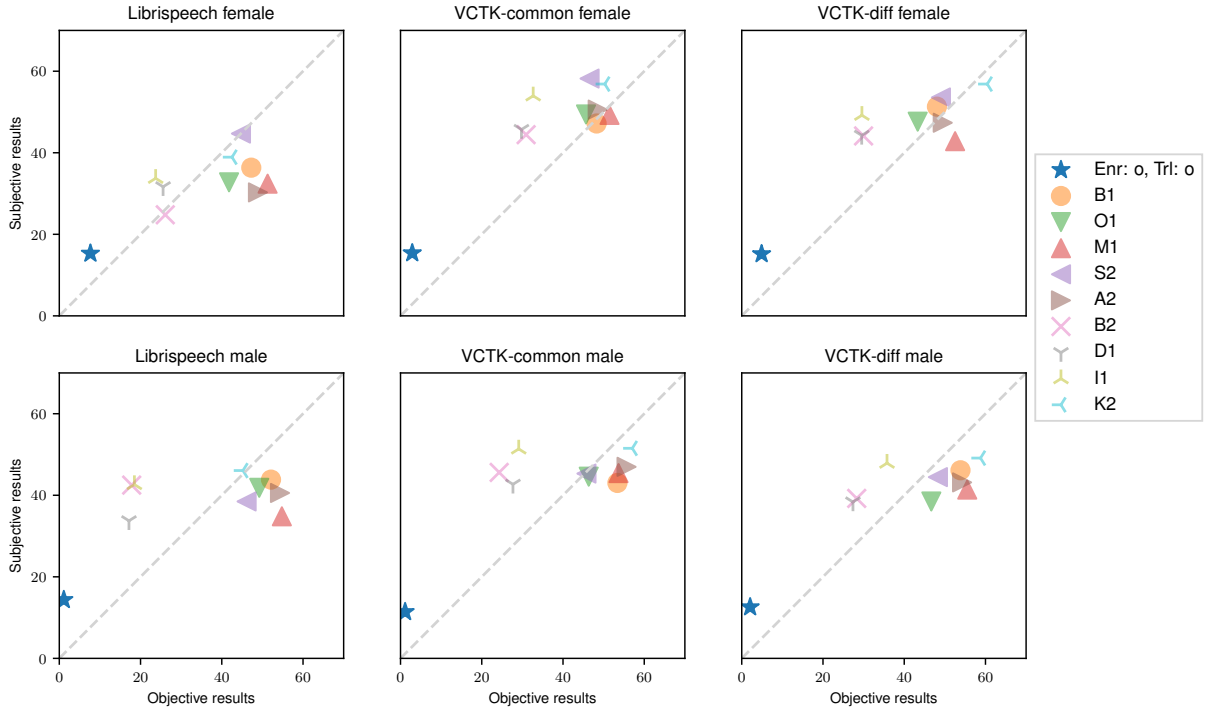 Librispeech female
VCTK-common female
VCTK-diff female
Subjective results
60
40
20
0
Enr: o, Trl: o
B1
O1
M1
S2
A2
B2
D1
I1
K2
Librispeech male
VCTK-common male
VCTK-diff male
Subjective results
60
40
20
0
0 20 40 60
0 20 40 60
0 20 40 60
Objective results
Objective results
Objective results